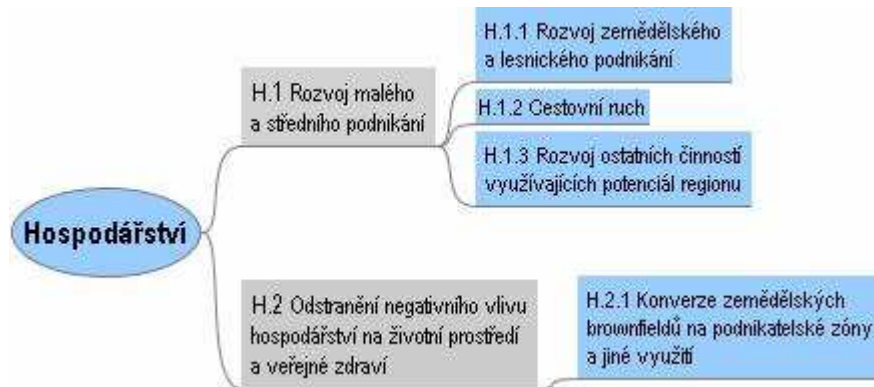 Hospodářství
H.1 Rozvoj malého
a středního podnikání
H.1.1 Rozvoj zemědělského
a lesnického podnikání
H.1.2 Cestovní ruch
H.1.3 Rozvoj ostatních činností
využívajících potenciál regionu
H.2 Odstranění negativního vlivu
hospodářství na životní prostředí
a veřejné zdraví
H.2.1 Konverze zemědělských
brownfieldů na podnikatelské zóny
a jiné využití